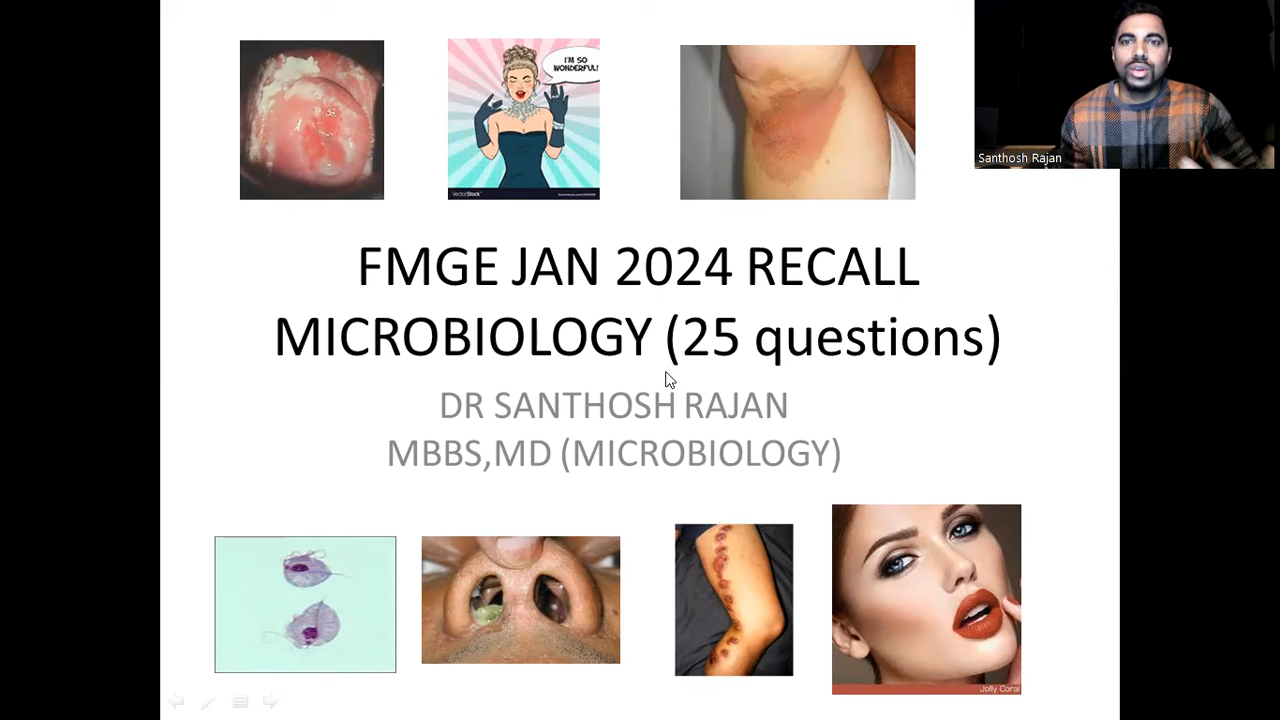 I'M SO
WONDERFUL!
VectorStock
Santhosh Rajan
FMGE JAN 2024 RECALL
MICROBIOLOGY (25 questions)
DR SANTHOSH RAJAN
MBBS,MD (MICROBIOLOGY)
Jolly Coral